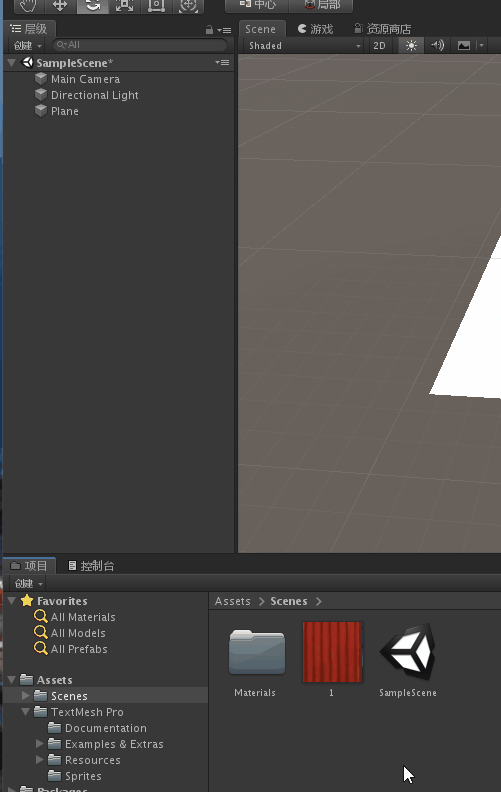 中心 局部
层级
创建 All
SampleScene*
Main Camera
Directional Light
Plane
Scene 游戏 资源商店
Shaded 2D
项目 控制台
创建
Favorites
All Materials
All Models
All Prefabs
Assets
Scenes
TextMesh Pro
Documentation
Examples & Extras
Resources
Sprites
Packages
Assets > Scenes >
Materials 1 SampleScene